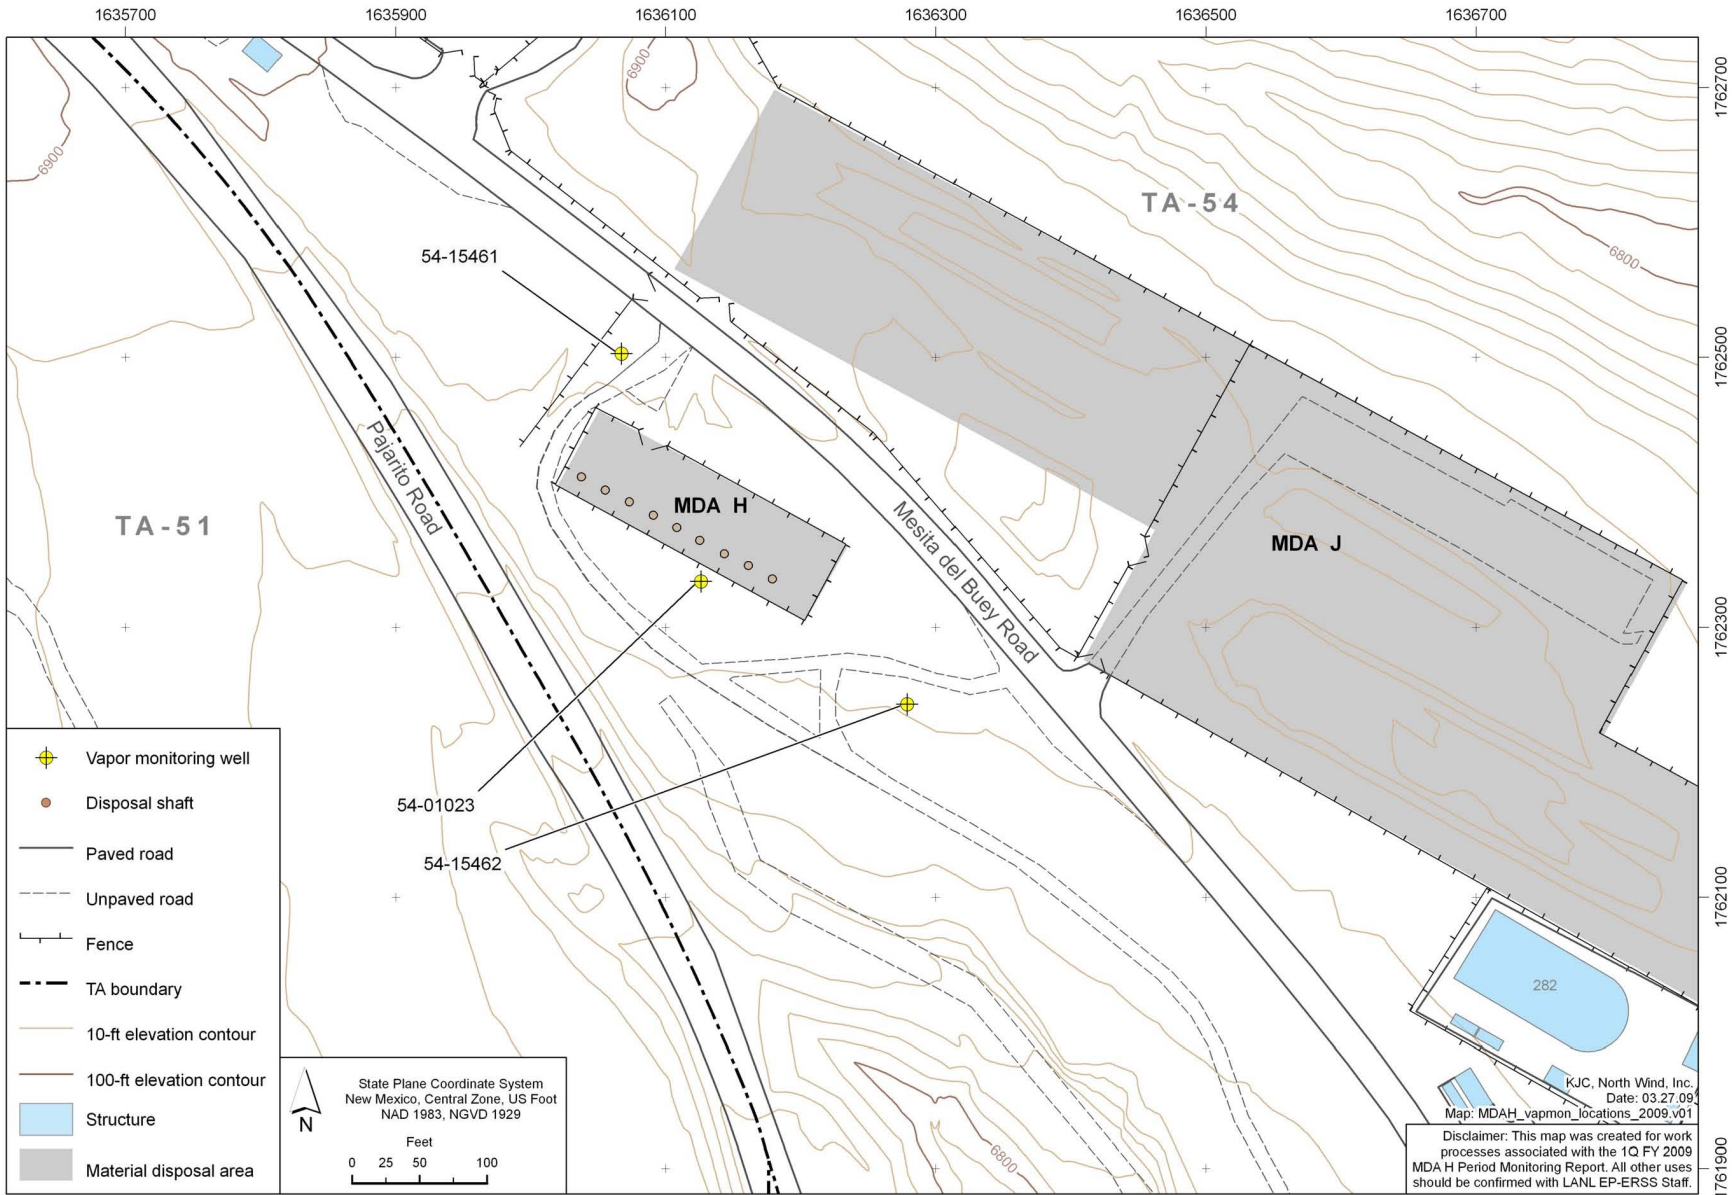 1635700
1635900
1636100
1636300
1636500
1636700
1762700
1762500
1762300
1762100
1761900
6900
6900
TA-54
6800
54-15461
Pajarito Road
TA-51
MDA H
Mesita del Buey Road
MDA J
54-01023
54-15462
282
6800
Vapor monitoring well
Disposal shaft
Paved road
Unpaved road
Fence
TA boundary
10-ft elevation contour
100-ft elevation contour
Structure
Material disposal area
N
State Plane Coordinate System
New Mexico, Central Zone, US Foot
NAD 1983, NGVD 1929
Feet
0 25 50 100
KJC, North Wind, Inc.
Date: 03.27.09
Map: MDAH_vapmon_locations_2009.v01
Disclaimer: This map was created for work
processes associated with the 1Q FY 2009
MDA H Period Monitoring Report. All other uses
should be confirmed with LANL EP-ERSS Staff.